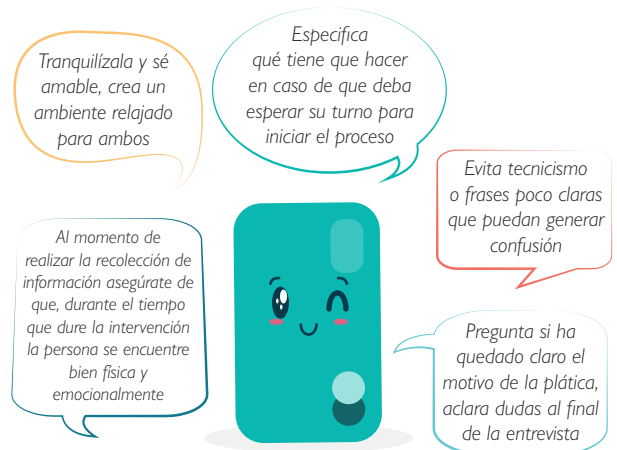 Tranquilízala y sé
amable, crea un
ambiente relajado
para ambos
Especifica
qué tiene que hacer
en caso de que deba
esperar su turno para
iniciar el proceso
Evita tecnicismo
o frases poco claras
que puedan generar
confusión
Al momento de
realizar la recolección de
información asegúrate de
que, durante el tiempo
que dure la intervención
la persona se encuentre
bien física y
emocionalmente
Pregunta si ha
quedado claro el
motivo de la plática,
aclara dudas al final
de la entrevista